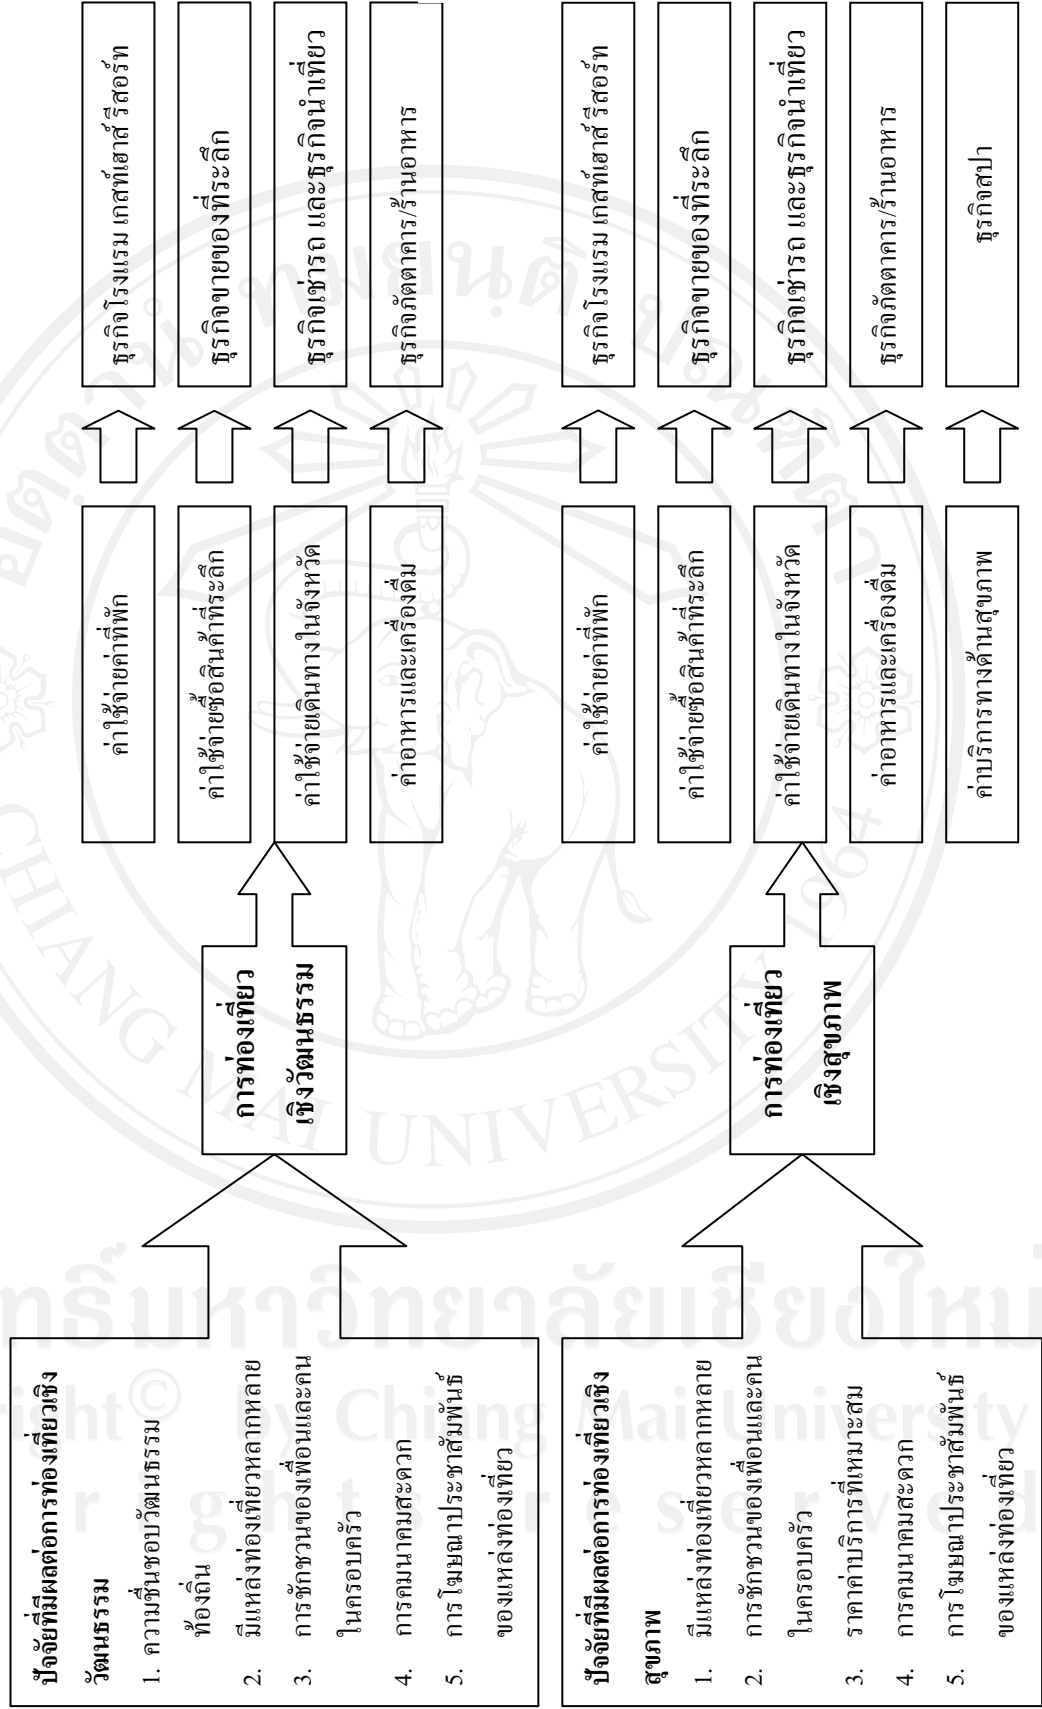 ปัจจัยที่มีผลต่อการท่องเที่ยวเชิง
วัฒนธรรม
1. ความชื่นชอบวัฒนธรรม
ท้องถิ่น
2. มีแหล่งท่องเที่ยวหลากหลาย
3. การชักชวนของเพื่อนและคน
ในครอบครัว
4. การคมนาคมสะดวก
5. การโฆษณาประชาสัมพันธ์
ของแหล่งท่องเที่ยว
การท่องเที่ยว
เชิงวัฒนธรรม
ค่าใช้จ่ายค่าที่พัก
ค่าใช้จ่ายซื้อสินค้าที่ระลึก
ค่าใช้จ่ายเดินทางในจังหวัด
ค่าอาหารและเครื่องดื่ม
ธุรกิจโรงแรม เกสท์เฮาส์ รีสอร์ท
ธุรกิจขายของที่ระลึก
ธุรกิจเช่ารถ และธุรกิจนำเที่ยว
ธุรกิจภัตตาคาร/ร้านอาหาร
ปัจจัยที่มีผลต่อการท่องเที่ยวเชิง
สุขภาพ
1. มีแหล่งท่องเที่ยวหลากหลาย
2. การชักชวนของเพื่อนและคน
ในครอบครัว
3. ราคาค่าบริการที่เหมาะสม
4. การคมนาคมสะดวก
5. การโฆษณาประชาสัมพันธ์
ของแหล่งท่องเที่ยว
การท่องเที่ยว
เชิงสุขภาพ
ค่าใช้จ่ายค่าที่พัก
ค่าใช้จ่ายซื้อสินค้าที่ระลึก
ค่าใช้จ่ายเดินทางในจังหวัด
ค่าอาหารและเครื่องดื่ม
ค่าบริการทางด้านสุขภาพ
ธุรกิจโรงแรม เกสท์เฮาส์ รีสอร์ท
ธุรกิจขายของที่ระลึก
ธุรกิจเช่ารถ และธุรกิจนำเที่ยว
ธุรกิจภัตตาคาร/ร้านอาหาร
ธุรกิจสปา
CHIANG MAI UNIVERSITY 1964
มหาวิทยาลัยเชียงใหม่
© by Chiang Mai University
rights reserved